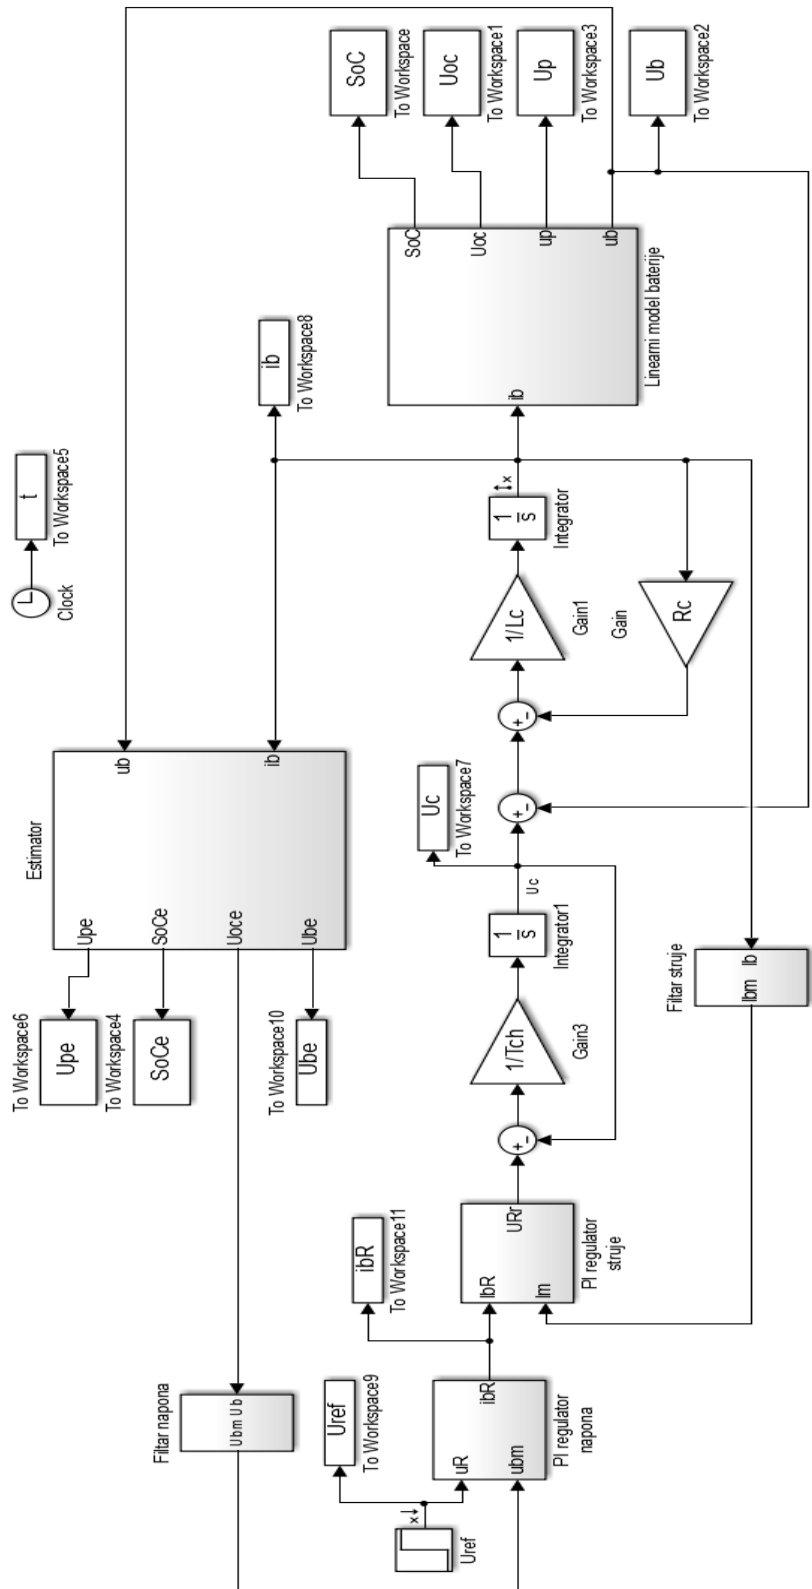 Clock
t
To Workspace5
To Workspace6
Upe
To Workspace4
SoCe
To Workspace10
Ube
Estimator
Upe
SoCe
Uoce
Ube
ub
ib
ib
To Workspace8
SoC
To Workspace
Uoc
To Workspace1
Up
To Workspace3
Ub
To Workspace2
Filtar napona
Ubm Ub
Uref
To Workspace9
x
Uref
uR
ubm
ibR
PI regulator
napona
ibR
To Workspace11
IbR
Im
URr
PI regulator
struje
+
-
1/Tch
Gain3
1
s
Integrator1
Uc
Uc
To Workspace7
+
-
+
-
1/Lc
Gain1
1
s
x
Integrator
Gain
Rc
ib
SoC
Uoc
up
ub
Linearni model baterije
Filtar struje
Ibm Ib